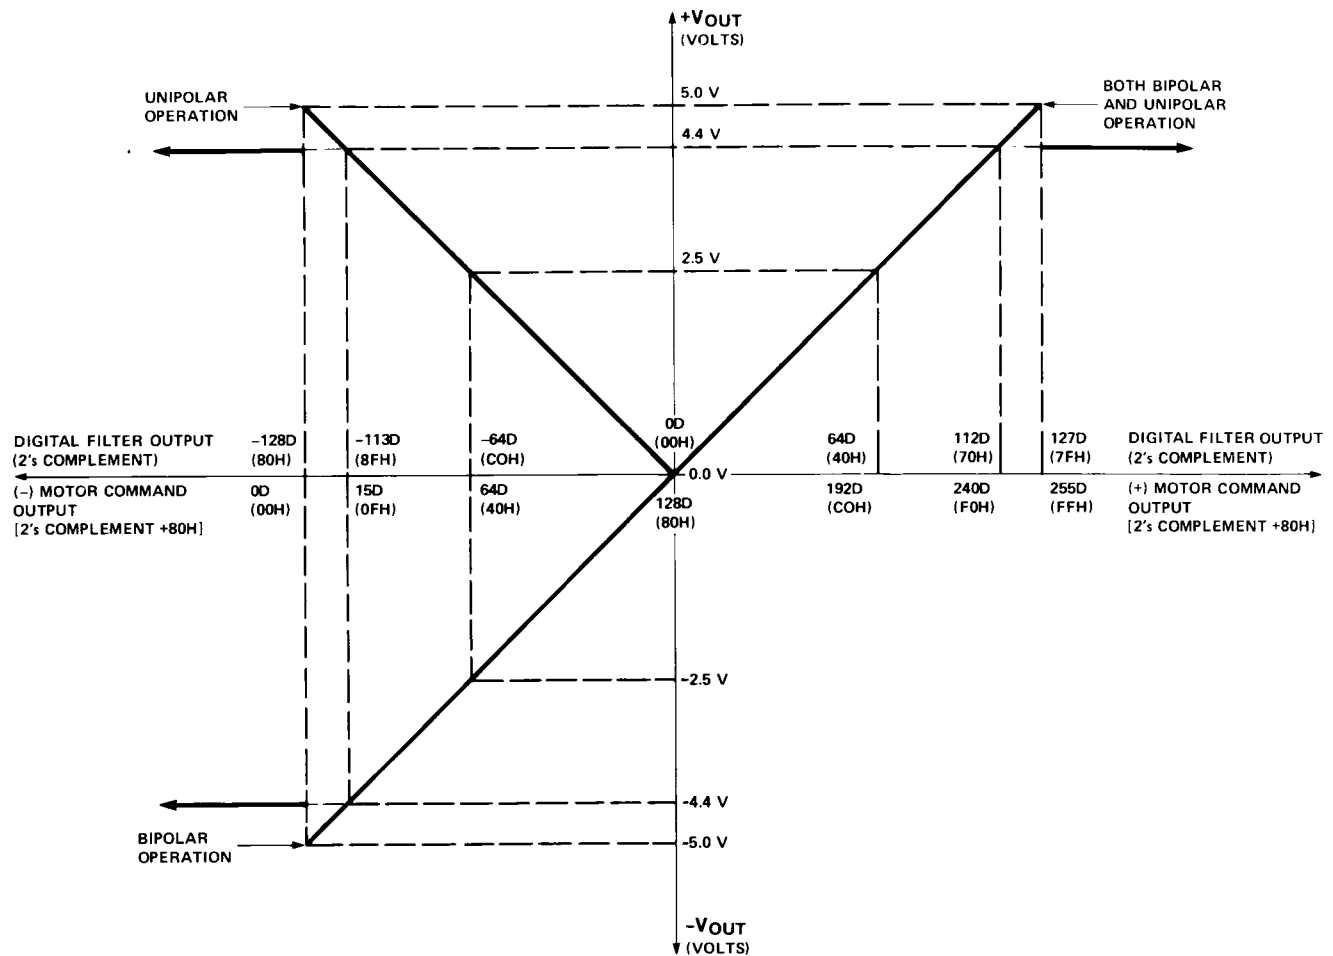 +VOUT
(VOLTS)
UNIPOLAR
OPERATION
5.0 V
BOTH BIPOLAR
AND UNIPOLAR
OPERATION
4.4 V
2.5 V
0D
(00H)
DIGITAL FILTER OUTPUT
(2's COMPLEMENT)
−128D
(80H)
−113D
(8FH)
−64D
(COH)
64D
(40H)
112D
(70H)
127D
(7FH)
DIGITAL FILTER OUTPUT
(2's COMPLEMENT)
0.0 V
(−) MOTOR COMMAND
OUTPUT
[2's COMPLEMENT +80H]
0D
(00H)
15D
(0FH)
64D
(40H)
128D
(80H)
192D
(COH)
240D
(F0H)
255D
(FFH)
(+) MOTOR COMMAND
OUTPUT
[2's COMPLEMENT +80H]
−2.5 V
−4.4 V
BIPOLAR
OPERATION
−5.0 V
−VOUT
(VOLTS)